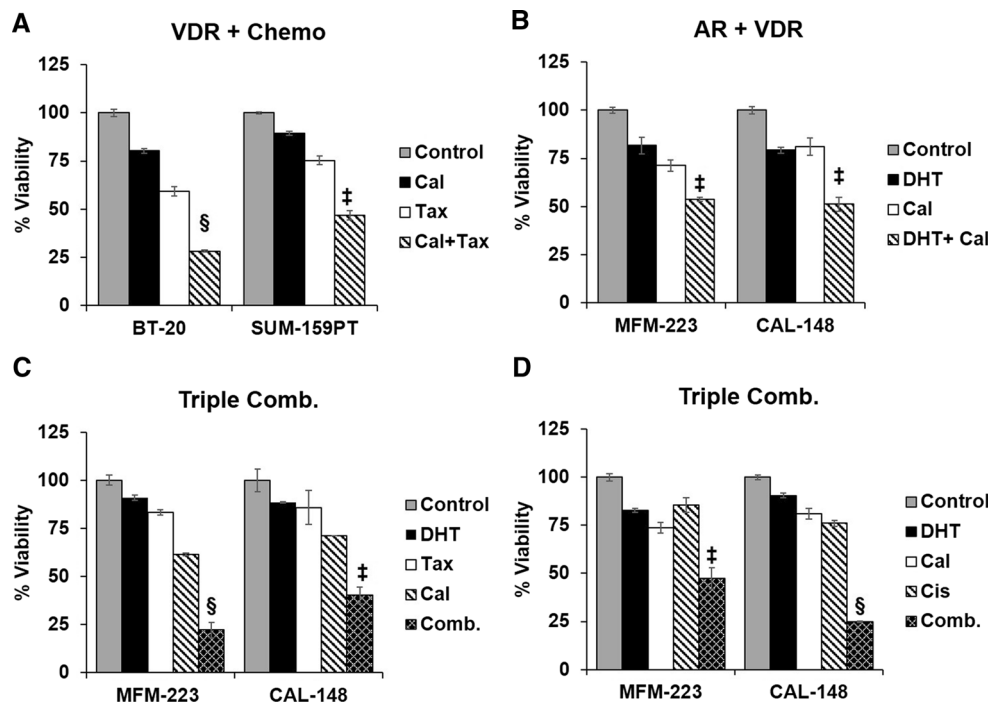 A
VDR + Chemo
% Viability
125
100
75
50
25
0
§
‡
BT-20
SUM-159PT
Control
Cal
Tax
Cal+Tax
B
AR + VDR
% Viability
125
100
75
50
25
0
‡
‡
MFM-223
CAL-148
Control
DHT
Cal
DHT+ Cal
C
Triple Comb.
% Viability
125
100
75
50
25
0
§
‡
MFM-223
CAL-148
Control
DHT
Tax
Cal
Comb.
D
Triple Comb.
% Viability
125
100
75
50
25
0
‡
§
MFM-223
CAL-148
Control
DHT
Cal
Cis
Comb.